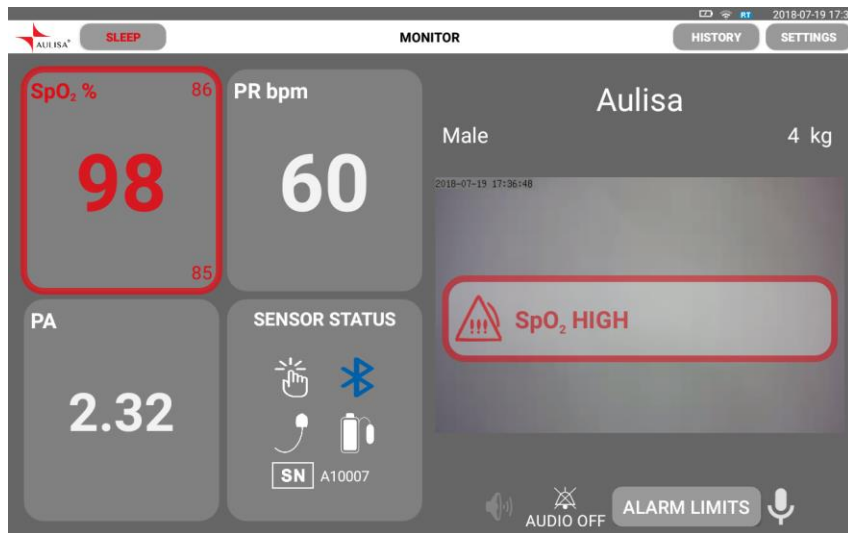 RT 2018-07-19 17:3
AULISA® SLEEP MONITOR HISTORY SETTINGS
SpO₂ % 86
98
85
PR bpm
60
PA
2.32
SENSOR STATUS
SN A10007
Aulisa
Male 4 kg
2018-07-19 17:36:48
SpO₂ HIGH
AUDIO OFF
ALARM LIMITS